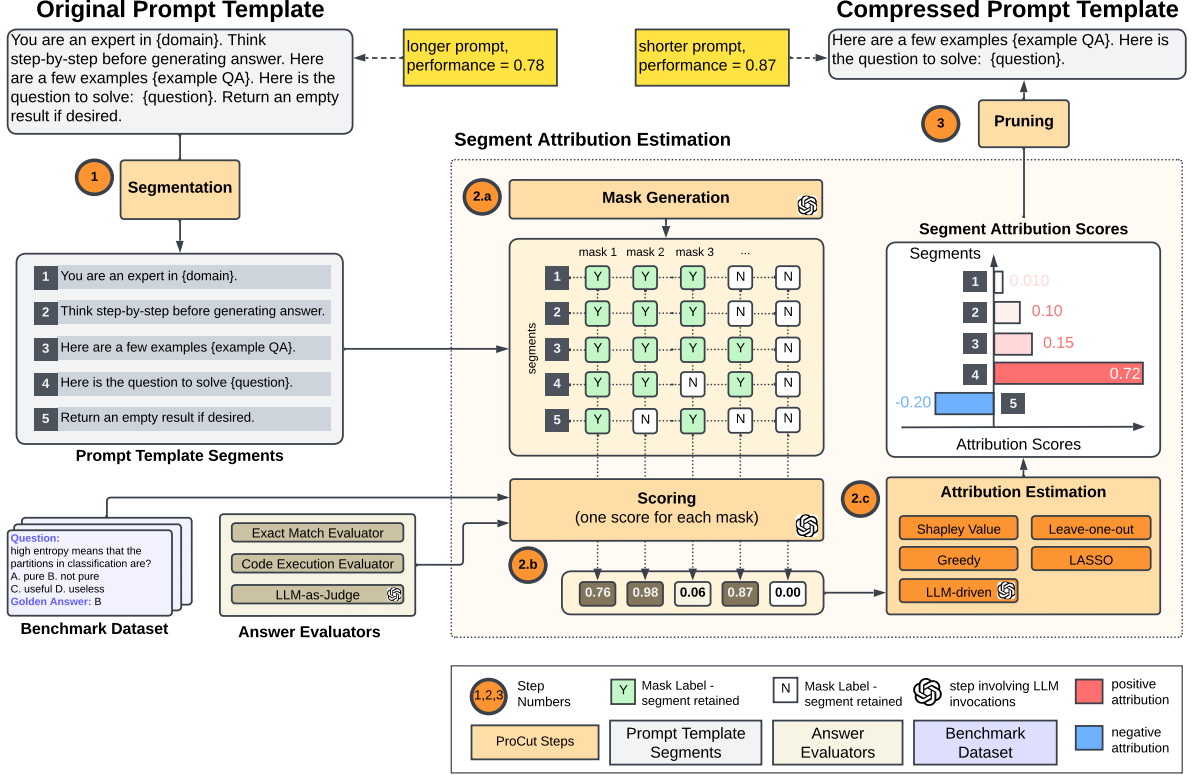 Original Prompt Template
You are an expert in {domain}. Think
step-by-step before generating answer. Here
are a few examples {example QA}. Here is the
question to solve:  {question}. Return an empty
result if desired.
longer prompt,
performance = 0.78
shorter prompt,
performance = 0.87
Compressed Prompt Template
Here are a few examples {example QA}. Here is
the question to solve:  {question}.
1
Segmentation
3
Pruning
1 You are an expert in {domain}.
2 Think step-by-step before generating answer.
3 Here are a few examples {example QA}.
4 Here is the question to solve {question}.
5 Return an empty result if desired.
Prompt Template Segments
Segment Attribution Estimation
2.a
Mask Generation
mask 1 mask 2 mask 3 ...
segments
1 Y Y Y N N
2 Y Y Y N N
3 Y Y Y Y N
4 Y Y N Y N
5 Y N Y N N
Scoring
(one score for each mask)
2.b
0.76 0.98 0.06 0.87 0.00
Segment Attribution Scores
Segments
1 0.010
2 0.10
3 0.15
4 0.72
-0.20 5
Attribution Scores
2.c
Attribution Estimation
Shapley Value Leave-one-out
Greedy LASSO
LLM-driven
Question:
high entropy means that the
partitions in classification are?
A. pure B. not pure
C. useful D. useless
Golden Answer: B
Benchmark Dataset
Exact Match Evaluator
Code Execution Evaluator
LLM-as-Judge
Answer Evaluators
1,2,3 Step
Numbers
Y Mask Label -
segment retained
N Mask Label -
segment retained
step involving LLM
invocations
positive
attribution
ProCut Steps
Prompt Template
Segments
Answer
Evaluators
Benchmark
Dataset
negative
attribution